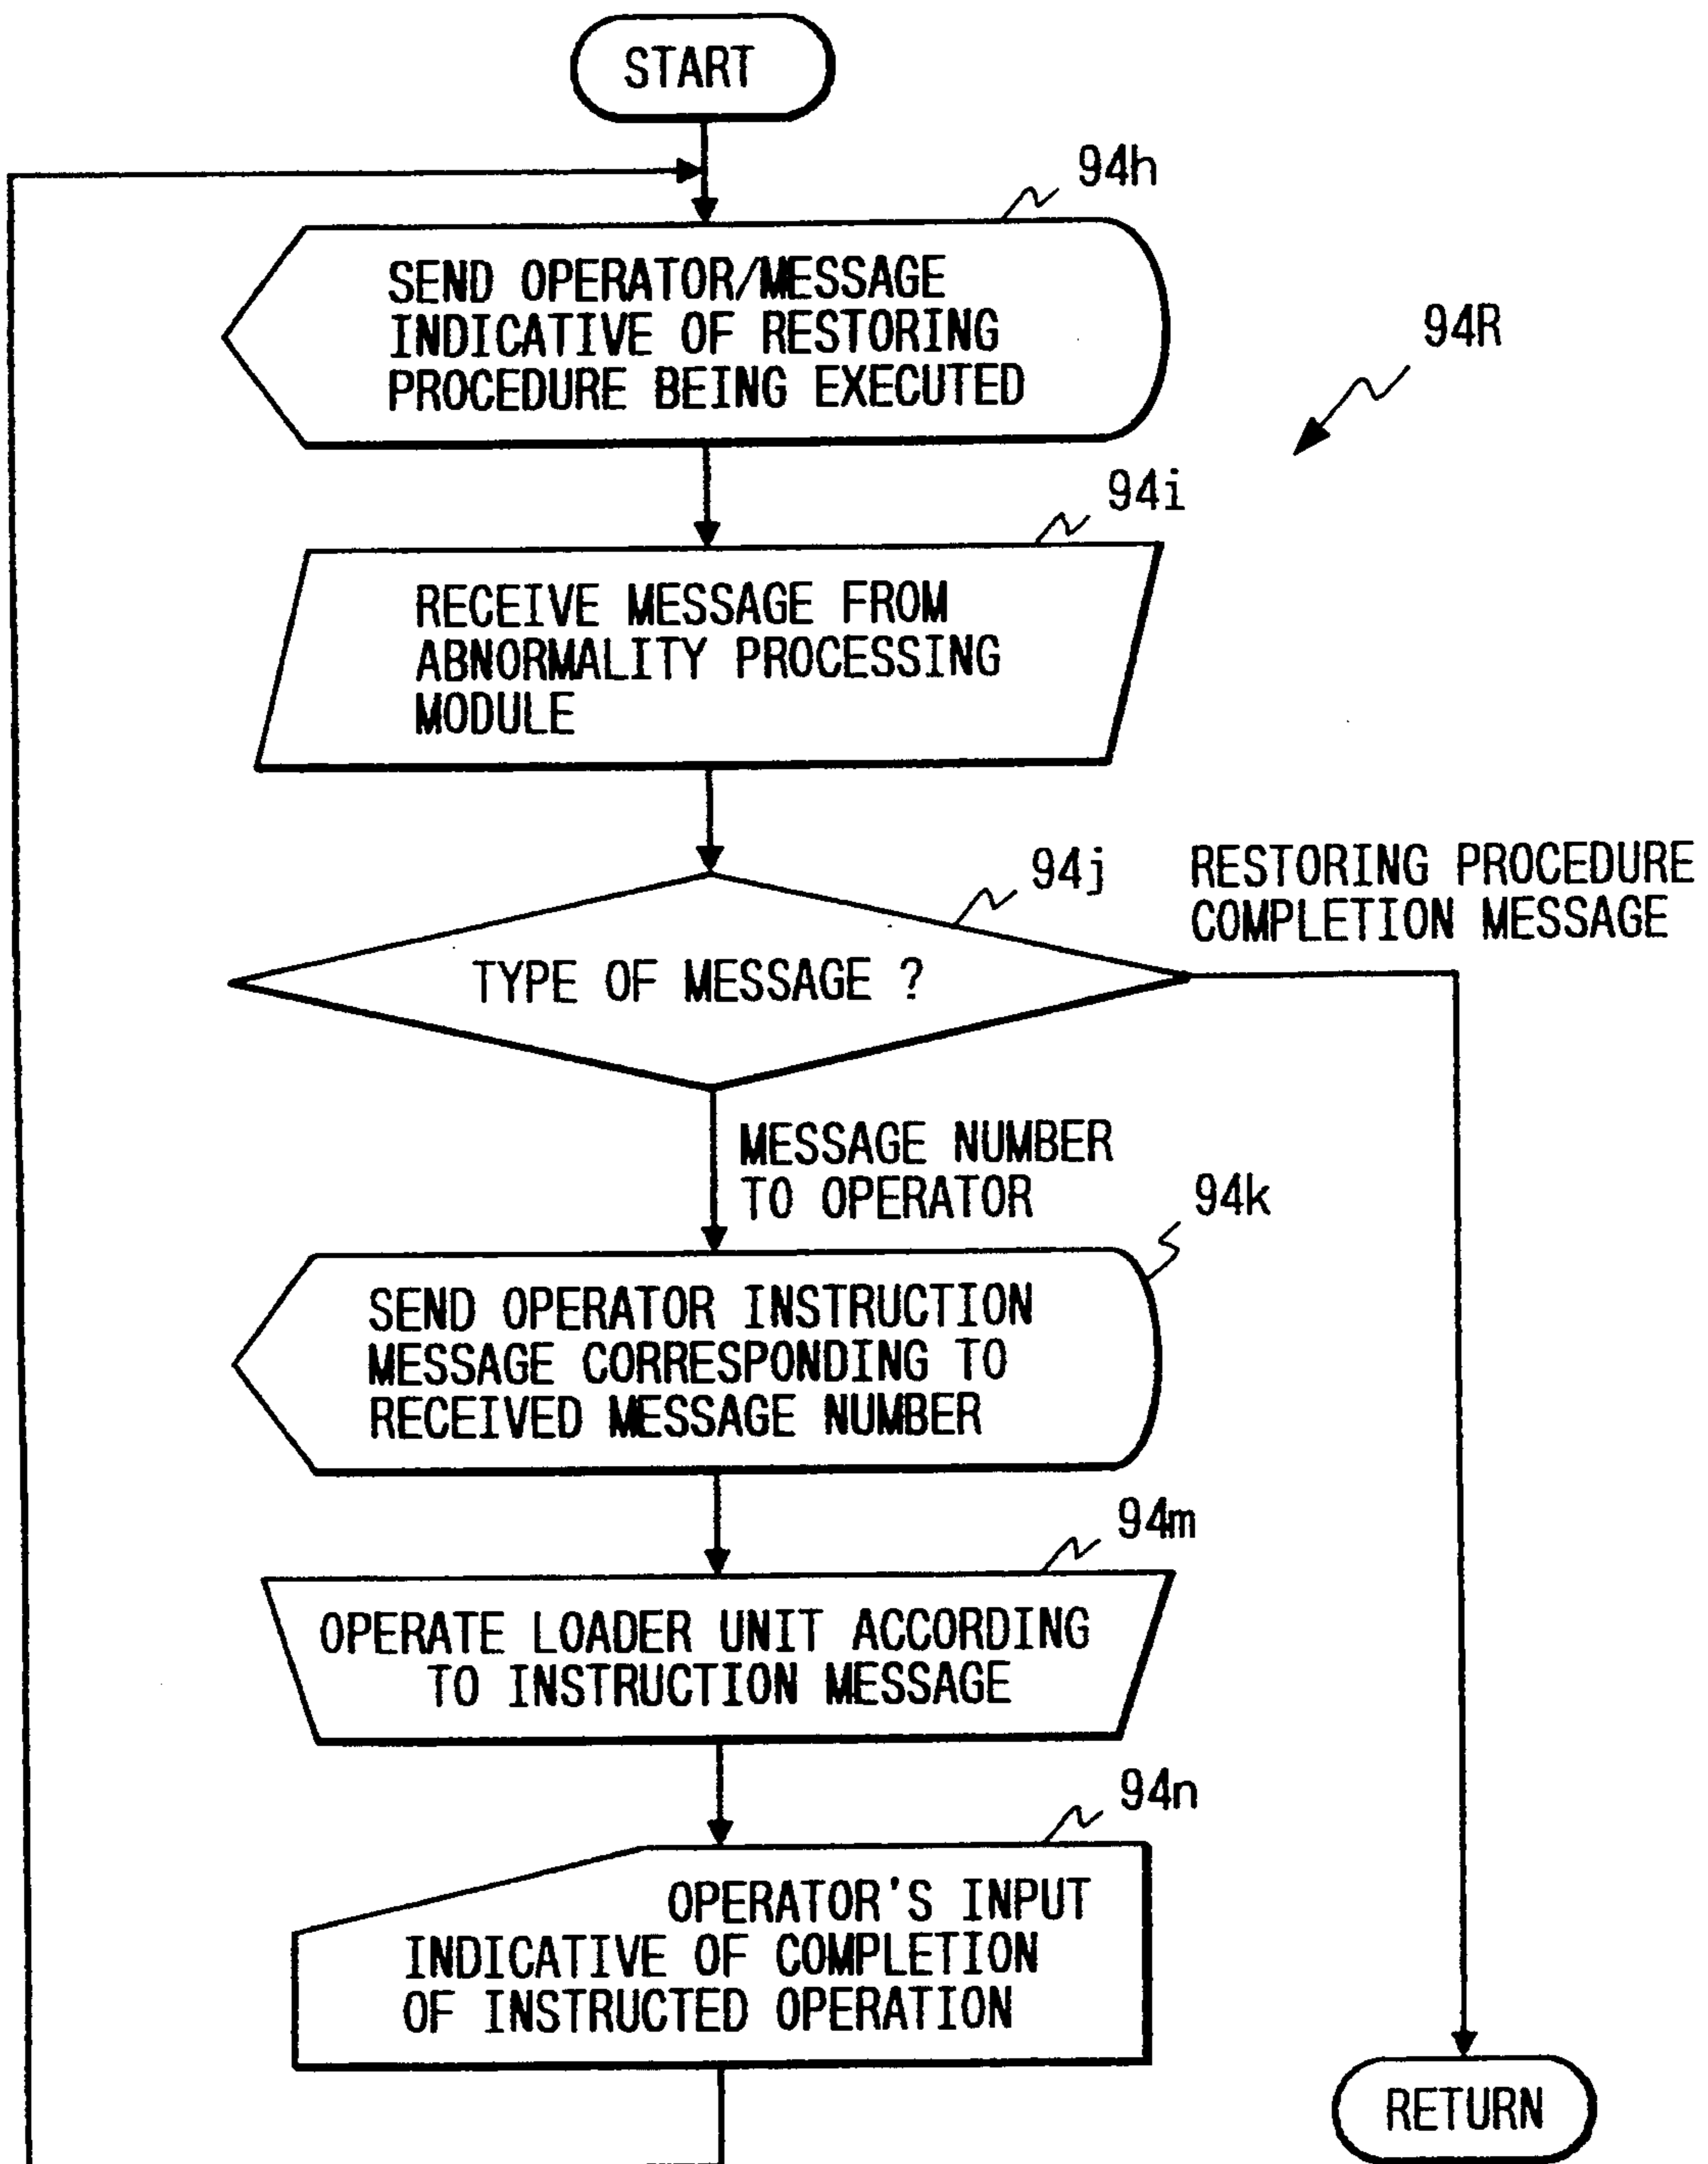 START
94h
SEND OPERATOR/MESSAGE
INDICATIVE OF RESTORING
PROCEDURE BEING EXECUTED
94R
94i
RECEIVE MESSAGE FROM
ABNORMALITY PROCESSING
MODULE
94j
RESTORING PROCEDURE
COMPLETION MESSAGE
TYPE OF MESSAGE ?
MESSAGE NUMBER
TO OPERATOR
94k
SEND OPERATOR INSTRUCTION
MESSAGE CORRESPONDING TO
RECEIVED MESSAGE NUMBER
94m
OPERATE LOADER UNIT ACCORDING
TO INSTRUCTION MESSAGE
94n
OPERATOR'S INPUT
INDICATIVE OF COMPLETION
OF INSTRUCTED OPERATION
RETURN